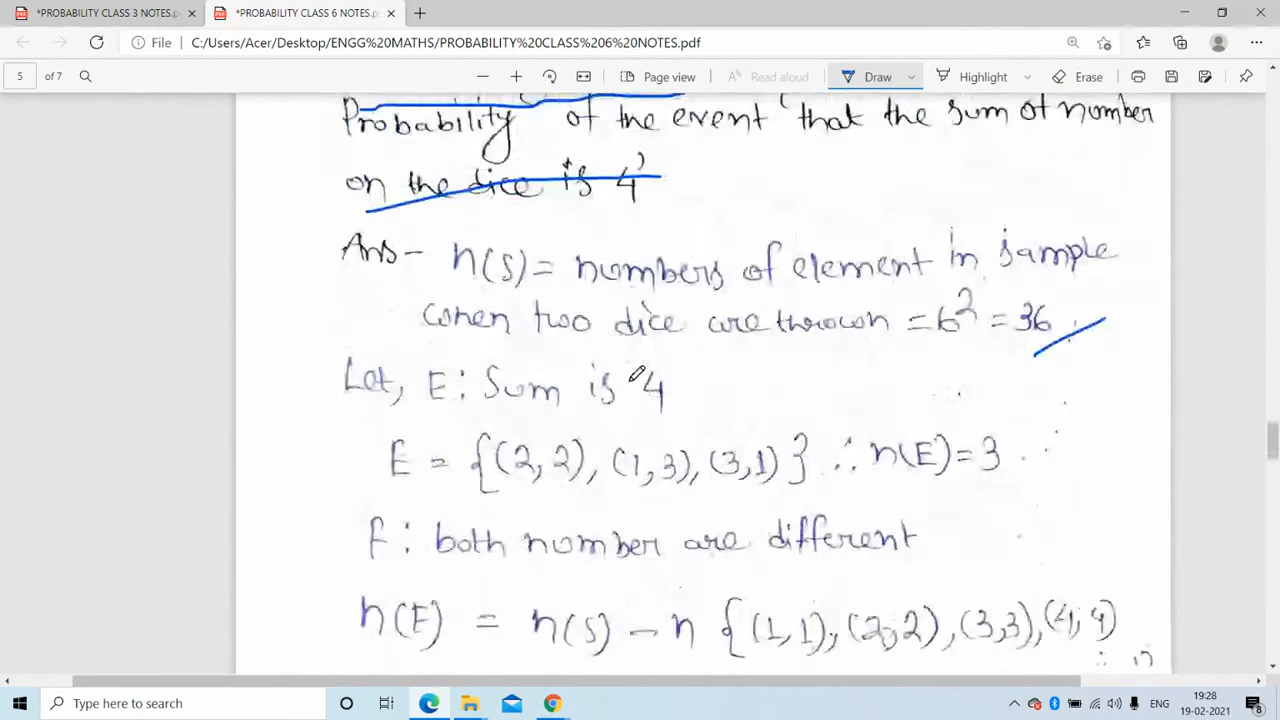 *PROBABILITY CLASS 3 NOTES.p
*PROBABILITY CLASS 6 NOTES.p
File
C:/Users/Acer/Desktop/ENGG%20MATHS/PROBABILITY%20CLASS%206%20NOTES.pdf
5 of 7
Page view
Read aloud
Draw
Highlight
Erase
Probability of the event 'that the sum of number
on the dice is 4'
Ans- n(S) = numbers of element in sample
when two dice are thrown = 6² = 36
Let, E: Sum is 4
E = {(2,2), (1,3), (3,1)} ∴ n(E) = 3
F: both number are different
n(E) = n(S) - n {(1,1), (2,2), (3,3), (4,4)
Type here to search
ENG
19:28
19-02-2021
8